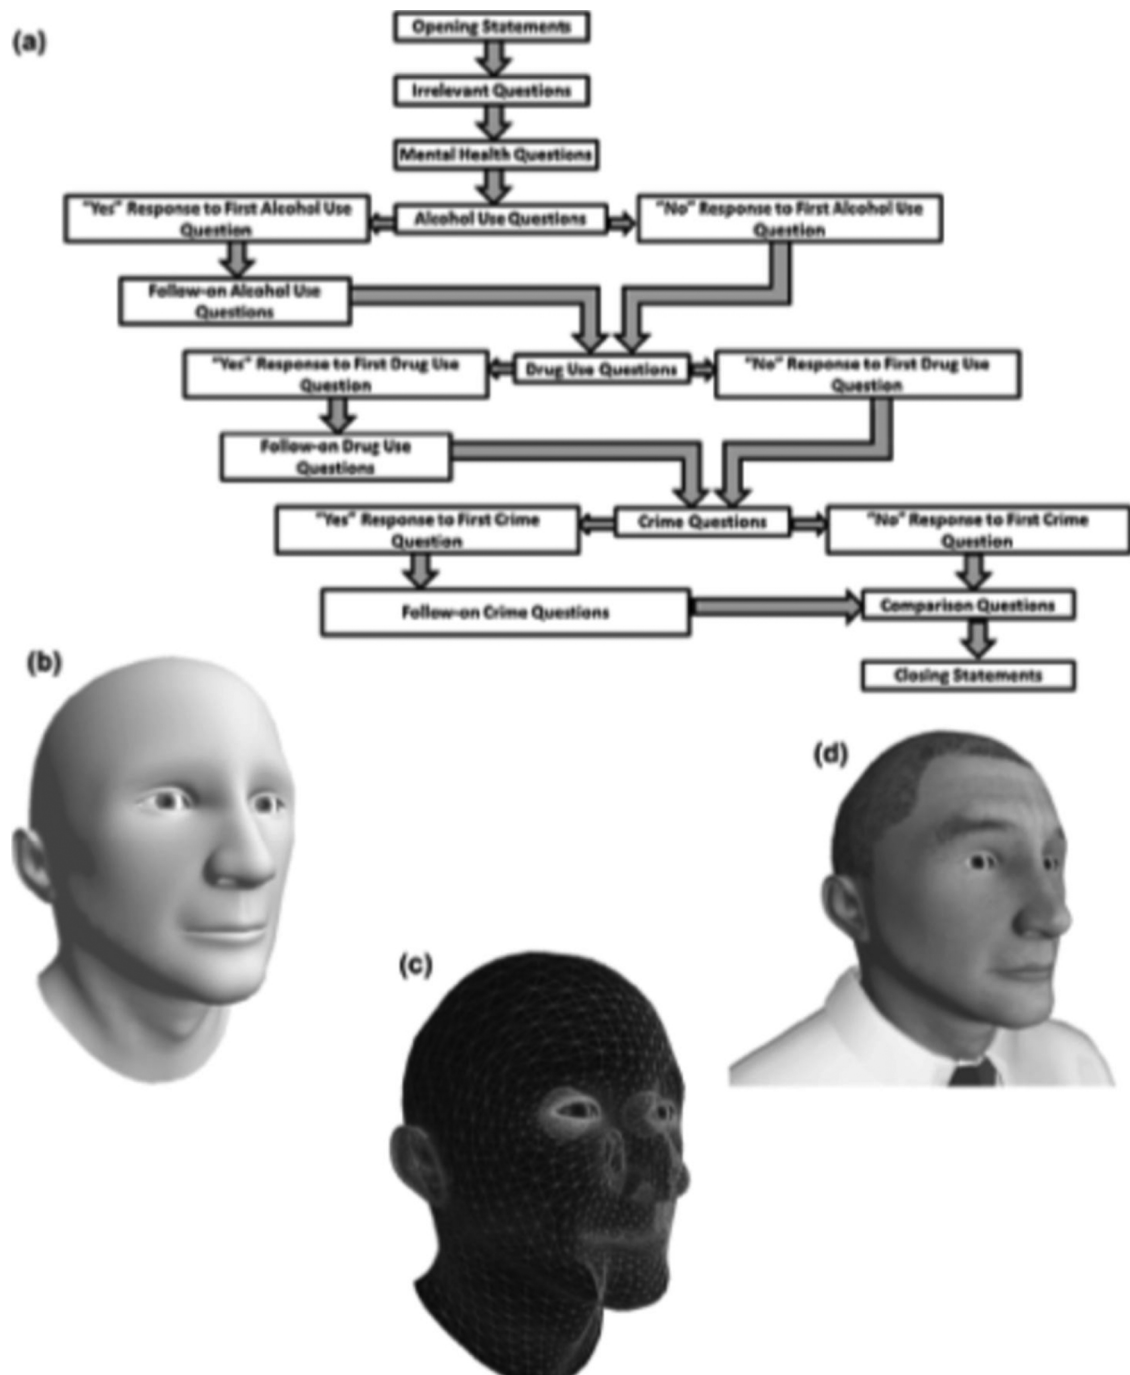 (a)
Opening Statements
Irrelevant Questions
Mental Health Questions
"Yes" Response to First Alcohol Use
Question
Alcohol Use Questions
"No" Response to First Alcohol Use
Question
Follow-on Alcohol Use
Questions
"Yes" Response to First Drug Use
Question
Drug Use Questions
"No" Response to First Drug Use
Question
Follow-on Drug Use
Questions
"Yes" Response to First Crime
Question
Crime Questions
"No" Response to First Crime
Question
Follow-on Crime Questions
Comparison Questions
Closing Statements
(b)
(d)
(c)